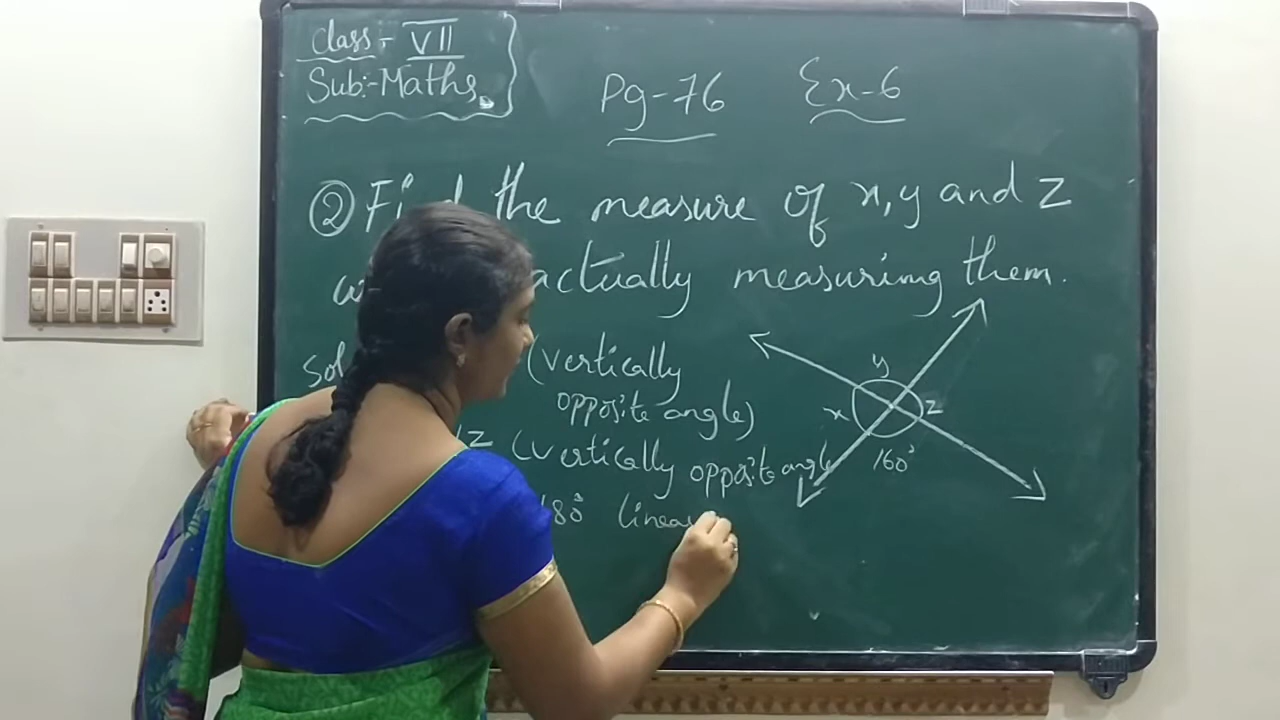 Class:- VII
Sub:-Maths.
Pg-76
Ex-6
② Find the measure of x, y and z
actually measuring them.
Sol
(vertically
opposite angle)
∠z (vertically opposite angle
180° linear
y
x
z
160°